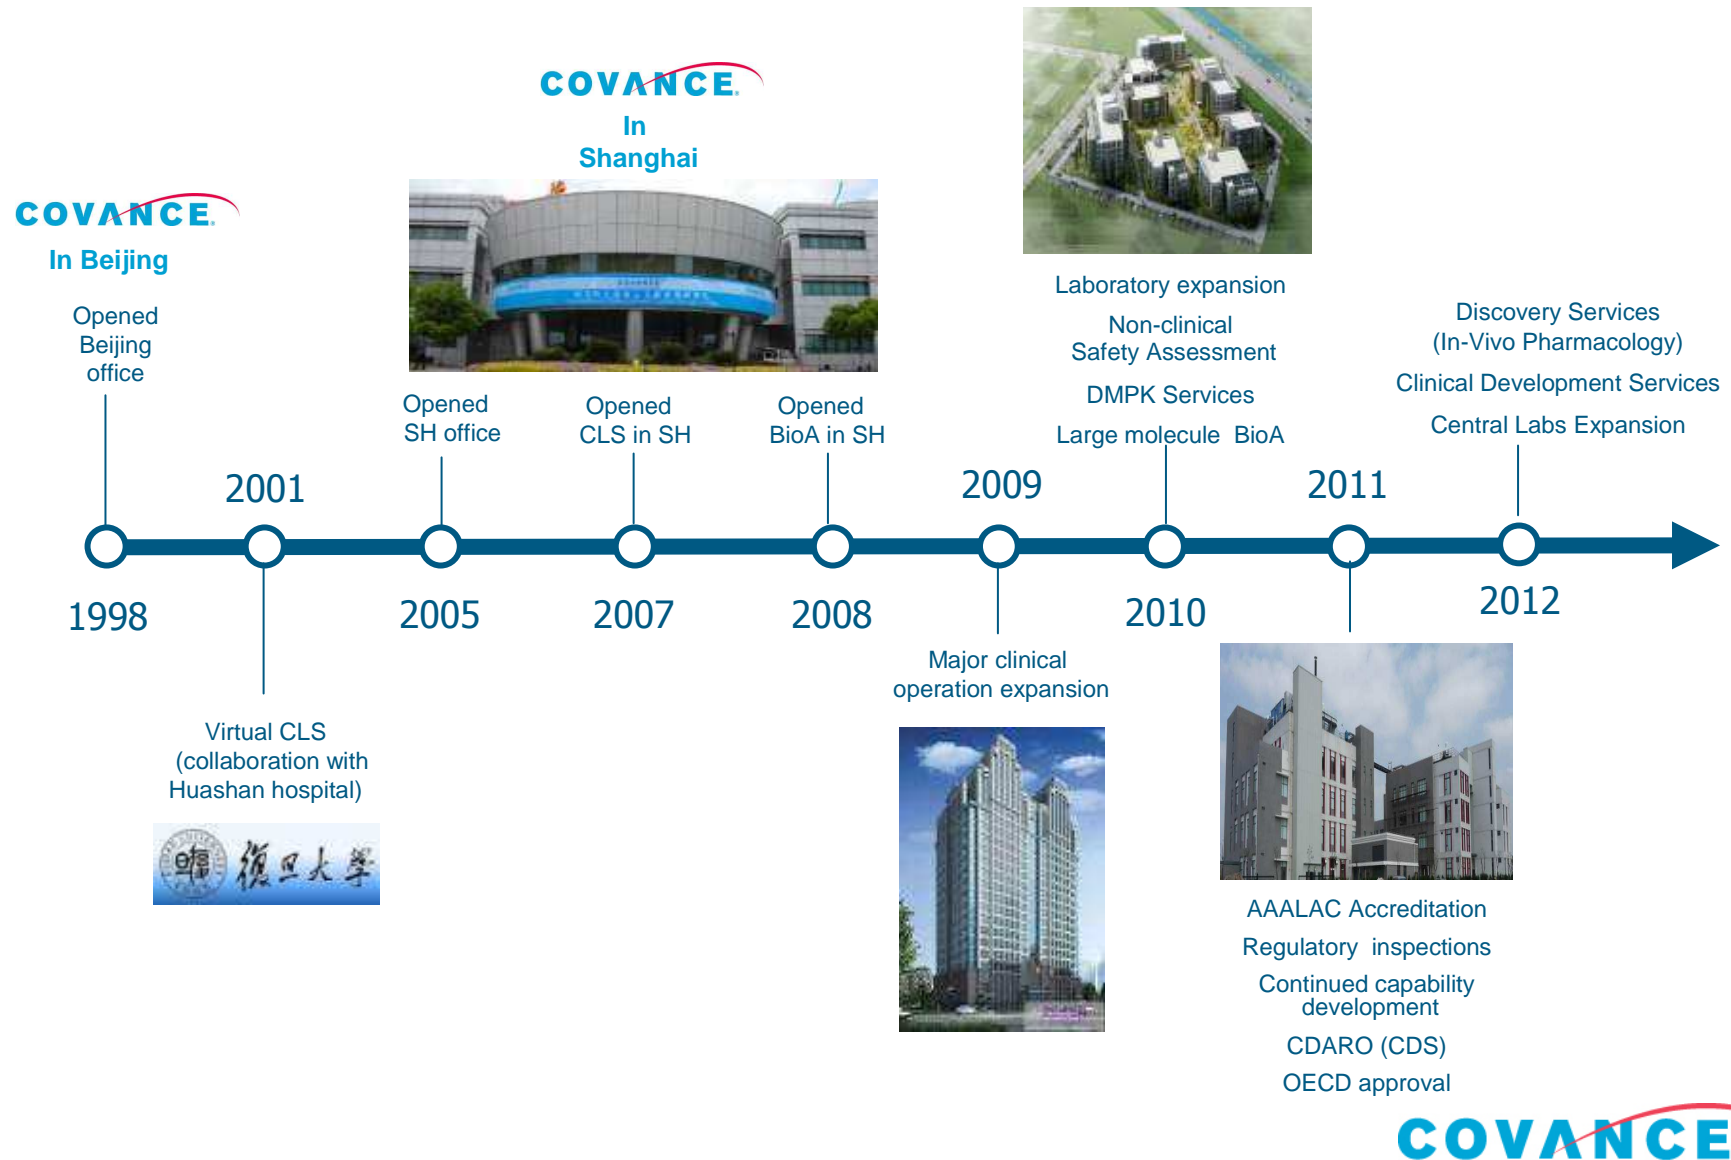 COVANCE
In Beijing
Opened
Beijing
office
COVANCE
In
Shanghai
Opened
SH office
Opened
CLS in SH
Opened
BioA in SH
Laboratory expansion
Non-clinical
Safety Assessment
DMPK Services
Large molecule BioA
Discovery Services
(In-Vivo Pharmacology)
Clinical Development Services
Central Labs Expansion
2001
2009
2011
1998
2005
2007
2008
2010
2012
Virtual CLS
(collaboration with
Huashan hospital)
復旦大學
Major clinical
operation expansion
AAALAC Accreditation
Regulatory inspections
Continued capability
development
CDARO (CDS)
OECD approval
COVANCE